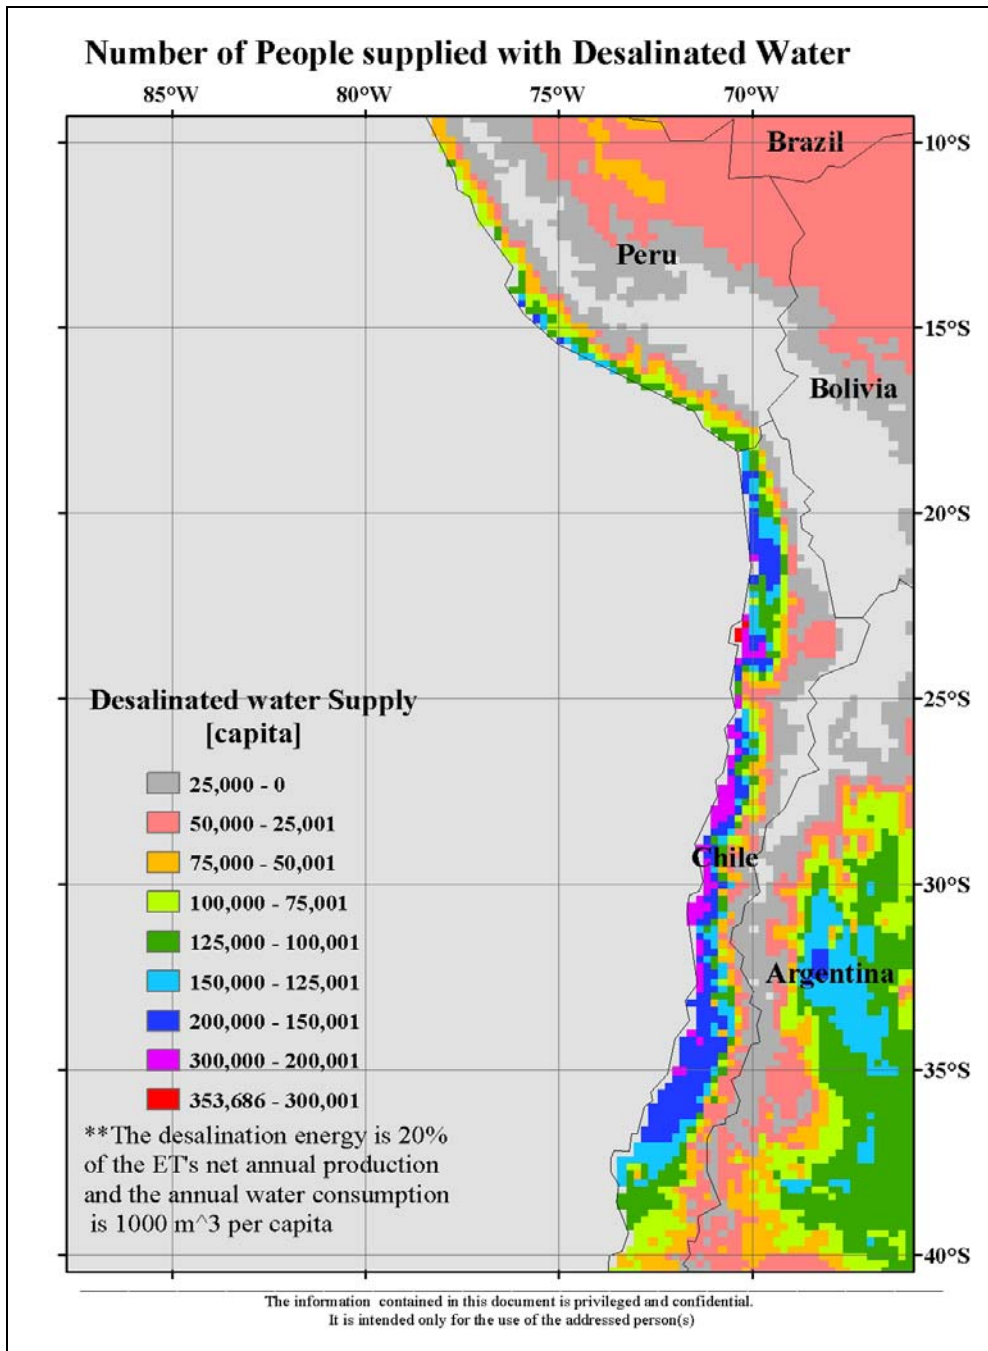 Number of People supplied with Desalinated Water
85°W 80°W 75°W 70°W
Brazil
10°S
Peru
15°S
Bolivia
20°S
25°S
Desalinated water Supply
[capita]
25,000 - 0
50,000 - 25,001
75,000 - 50,001
Chile
30°S
100,000 - 75,001
125,000 - 100,001
150,000 - 125,001
Argentina
200,000 - 150,001
300,000 - 200,001
35°S
353,686 - 300,001
**The desalination energy is 20%
of the ET's net annual production
and the annual water consumption
is 1000 m^3 per capita
40°S
The information contained in this document is privileged and confidential.
It is intended only for the use of the addressed person(s)